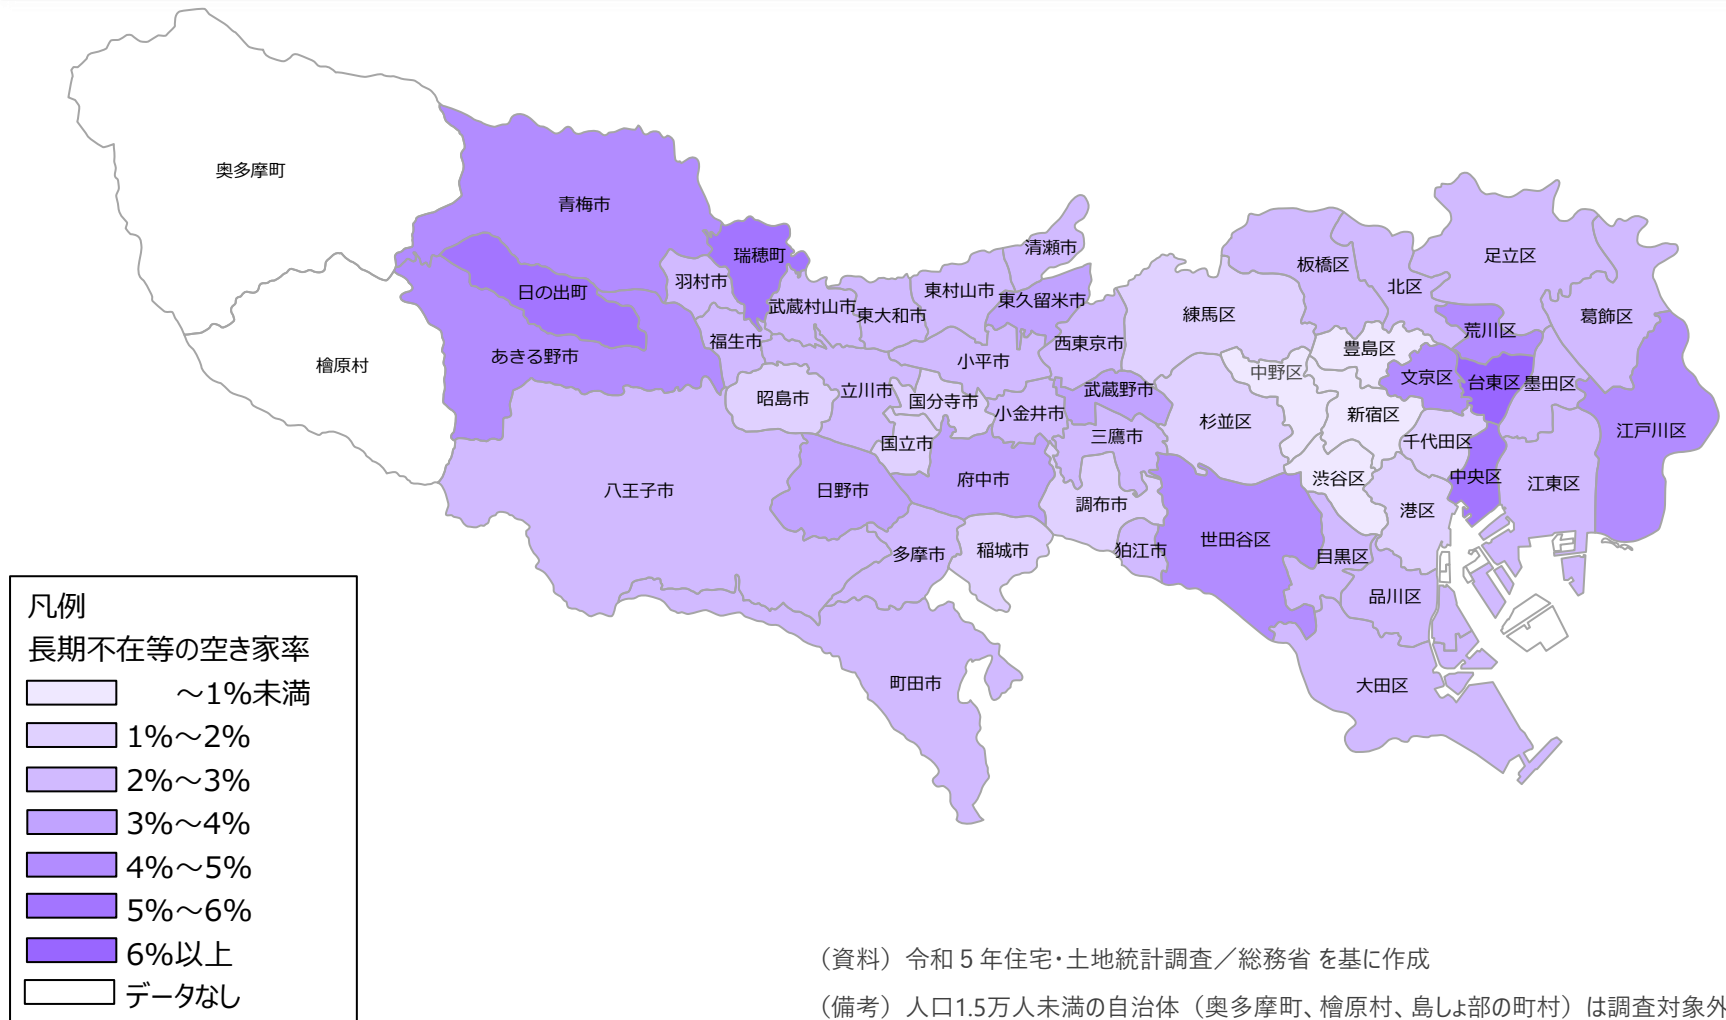 奥多摩町
檜原村
青梅市
日の出町
あきる野市
瑞穂町
羽村市
福生市
武蔵村山市
東大和市
東村山市
清瀬市
東久留米市
昭島市
立川市
国分寺市
国立市
小平市
小金井市
西東京市
武蔵野市
三鷹市
八王子市
日野市
府中市
調布市
狛江市
多摩市
稲城市
町田市
練馬区
板橋区
北区
足立区
葛飾区
荒川区
豊島区
中野区
文京区
台東区
墨田区
杉並区
新宿区
千代田区
江戸川区
渋谷区
中央区
江東区
港区
世田谷区
目黒区
品川区
大田区
凡例
長期不在等の空き家率
～1%未満
1%～2%
2%～3%
3%～4%
4%～5%
5%～6%
6%以上
データなし
（資料）令和５年住宅・土地統計調査／総務省 を基に作成
（備考）人口1.5万人未満の自治体（奥多摩町、檜原村、島しょ部の町村）は調査対象外